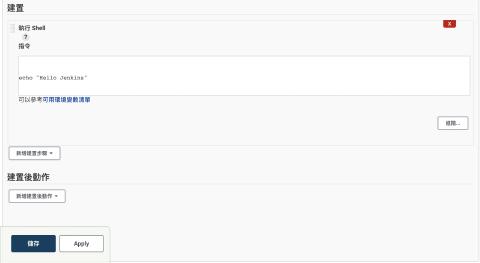 建置
執行 Shell
X
?
指令
echo "Hello Jenkins"
可以參考可用環境變數清單
進階...
新增建置步驟
建置後動作
新增建置後動作
儲存
Apply